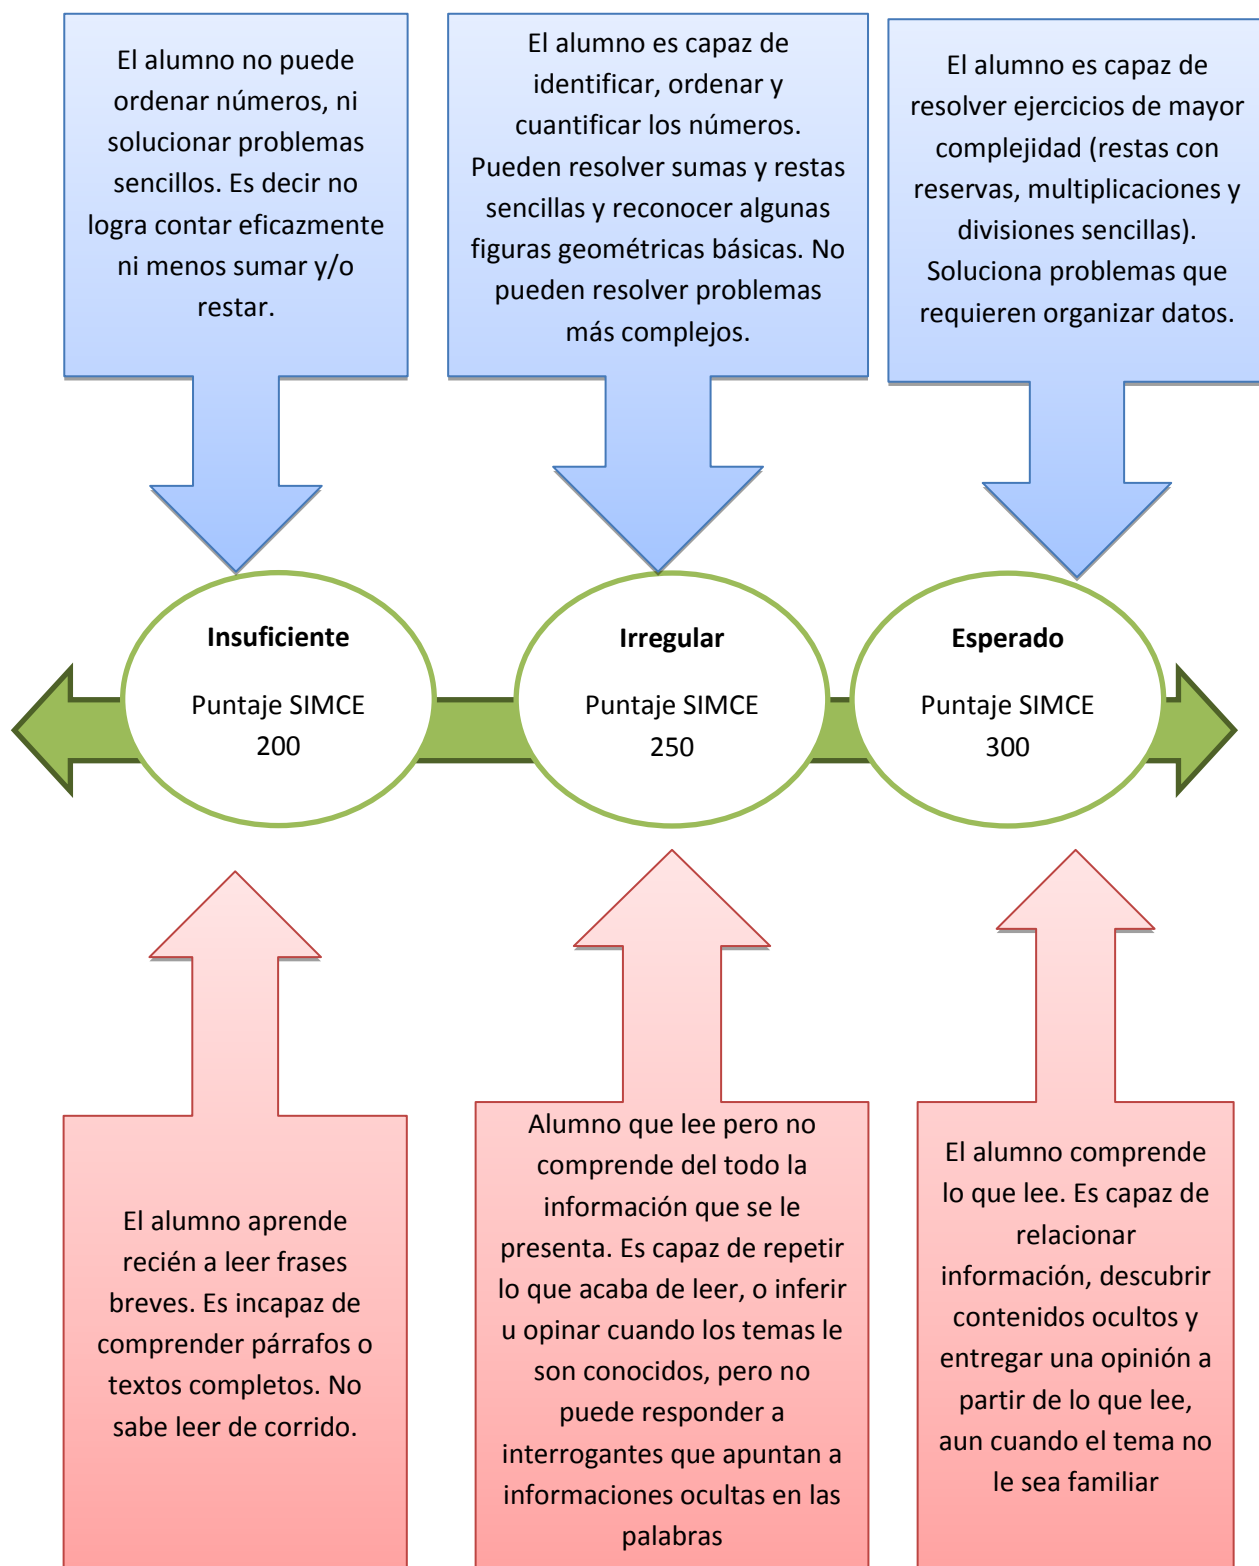 El alumno no puede
ordenar números, ni
solucionar problemas
sencillos. Es decir no
logra contar eficazmente
ni menos sumar y/o
restar.
El alumno es capaz de
identificar, ordenar y
cuantificar los números.
Pueden resolver sumas y restas
sencillas y reconocer algunas
figuras geométricas básicas. No
pueden resolver problemas
más complejos.
El alumno es capaz de
resolver ejercicios de mayor
complejidad (restas con
reservas, multiplicaciones y
divisiones sencillas).
Soluciona problemas que
requieren organizar datos.
Insuficiente
Puntaje SIMCE
200
Irregular
Puntaje SIMCE
250
Esperado
Puntaje SIMCE
300
El alumno aprende
recién a leer frases
breves. Es incapaz de
comprender párrafos o
textos completos. No
sabe leer de corrido.
Alumno que lee pero no
comprende del todo la
información que se le
presenta. Es capaz de repetir
lo que acaba de leer, o inferir
u opinar cuando los temas le
son conocidos, pero no
puede responder a
interrogantes que apuntan a
informaciones ocultas en las
palabras
El alumno comprende
lo que lee. Es capaz de
relacionar
información, descubrir
contenidos ocultos y
entregar una opinión a
partir de lo que lee,
aun cuando el tema no
le sea familiar